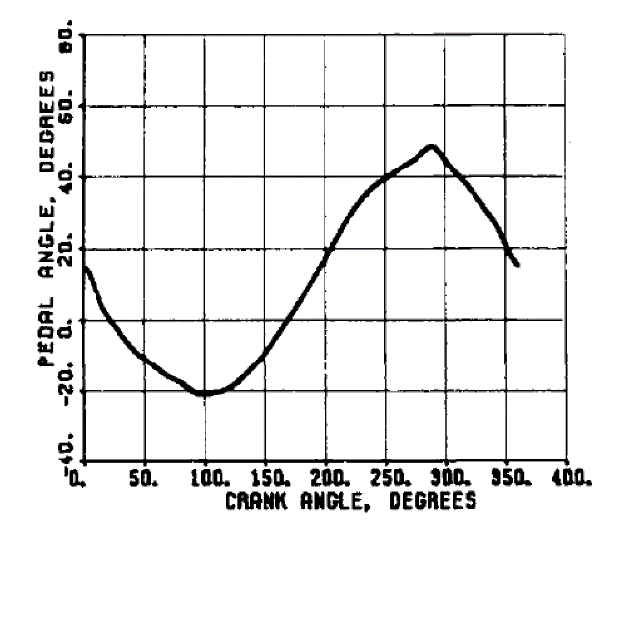 80.
60.
40.
20.
0.
-20.
-40.
PEDAL ANGLE, DEGREES
0. 50. 100. 150. 200. 250. 300. 350. 400.
CRANK ANGLE, DEGREES